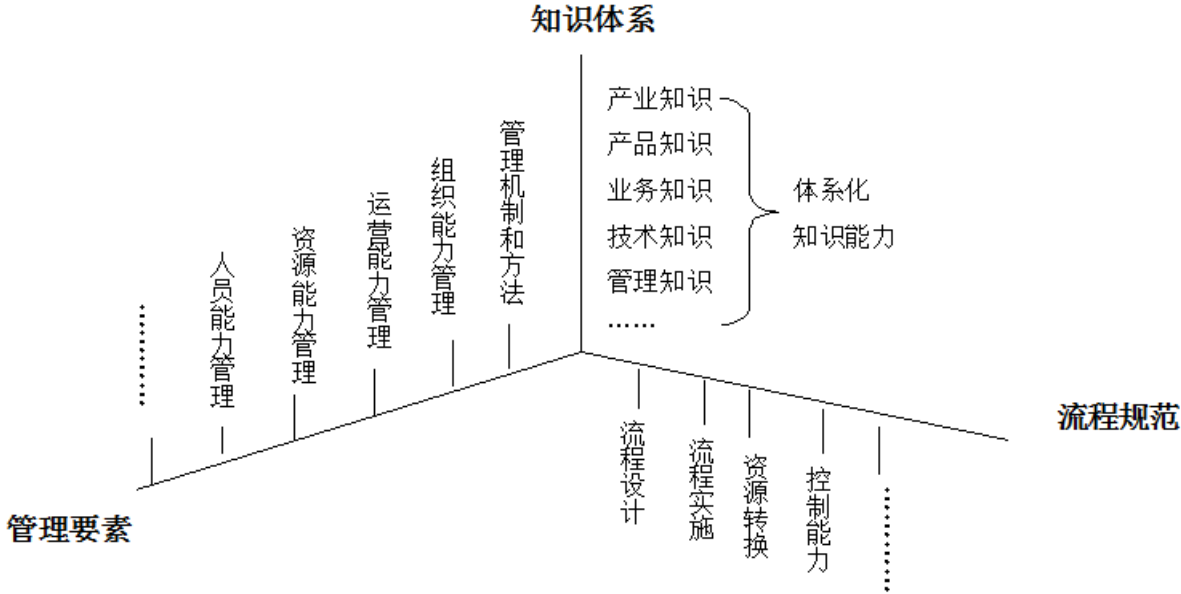 知识体系
产业知识
产品知识
业务知识
技术知识
管理知识
……
体系化
知识能力
管理机制和方法
组织能力管理
运营能力管理
资源能力管理
人员能力管理
………
管理要素
流程设计
流程实施
资源转换
控制能力
………
流程规范